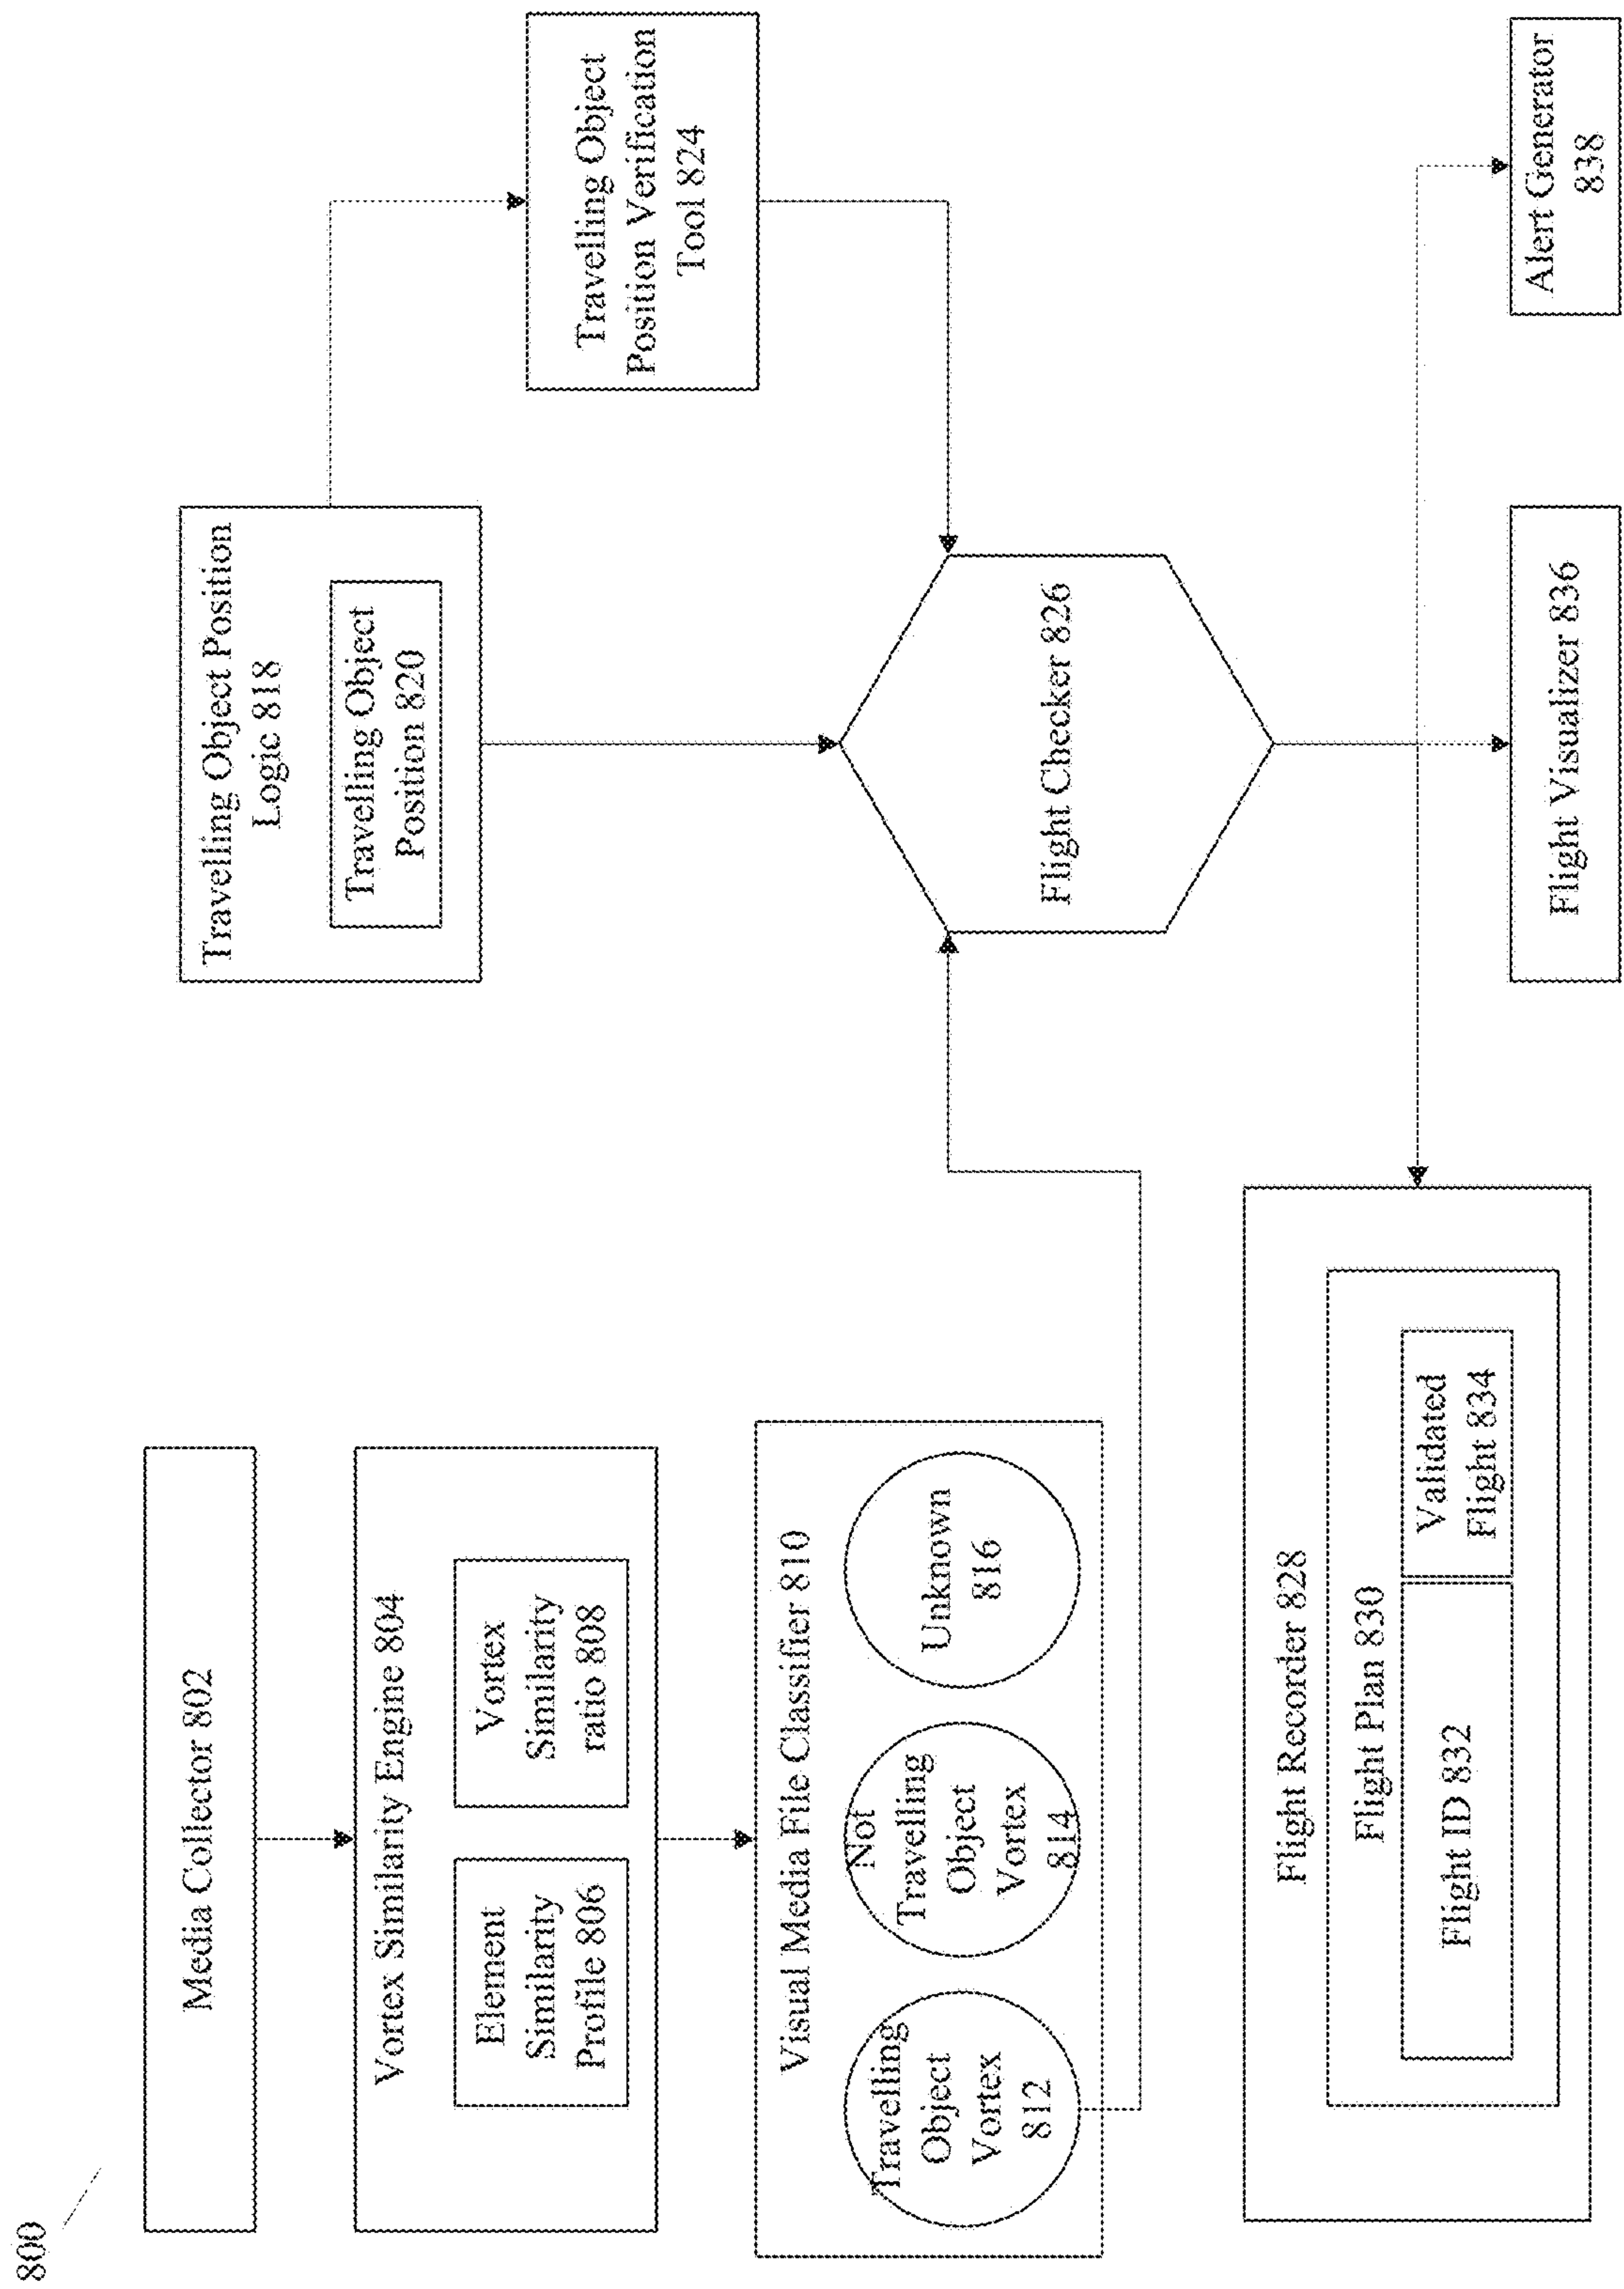 800
Media Collector 802
Vortex Similarity Engine 804
Element
Similarity
Profile 806
Vortex
Similarity
ratio 808
Visual Media File Classifier 810
Travelling
Object
Vortex
812
Not
Travelling
Object
Vortex
814
Unknown
816
Travelling Object Position
Logic 818
Travelling Object
Position 820
Travelling Object
Position Verification
Tool 824
Flight Checker 826
Flight Recorder 828
Flight Plan 830
Flight ID 832
Validated
Flight 834
Flight Visualizer 836
Alert Generator
838